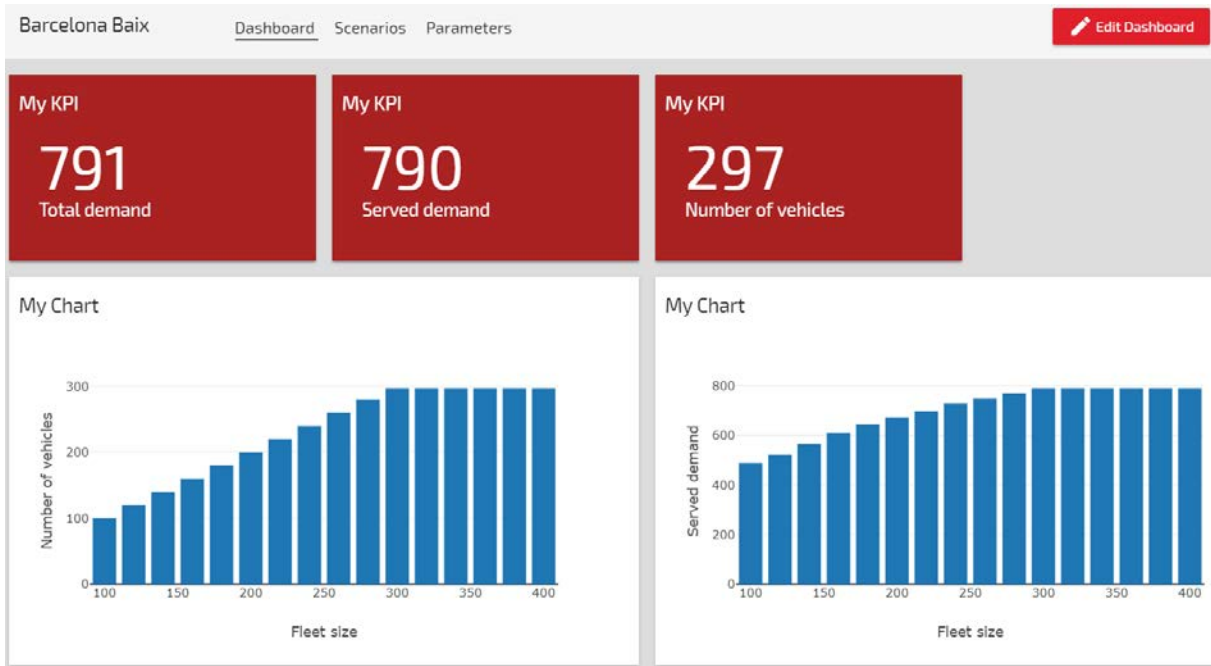 Barcelona Baix
Dashboard Scenarios Parameters
Edit Dashboard
My KPI
791
Total demand
My KPI
790
Served demand
My KPI
297
Number of vehicles
My Chart
Number of vehicles
300
200
100
0
100 150 200 250 300 350 400
Fleet size
My Chart
Served demand
800
600
400
200
0
100 150 200 250 300 350 400
Fleet size